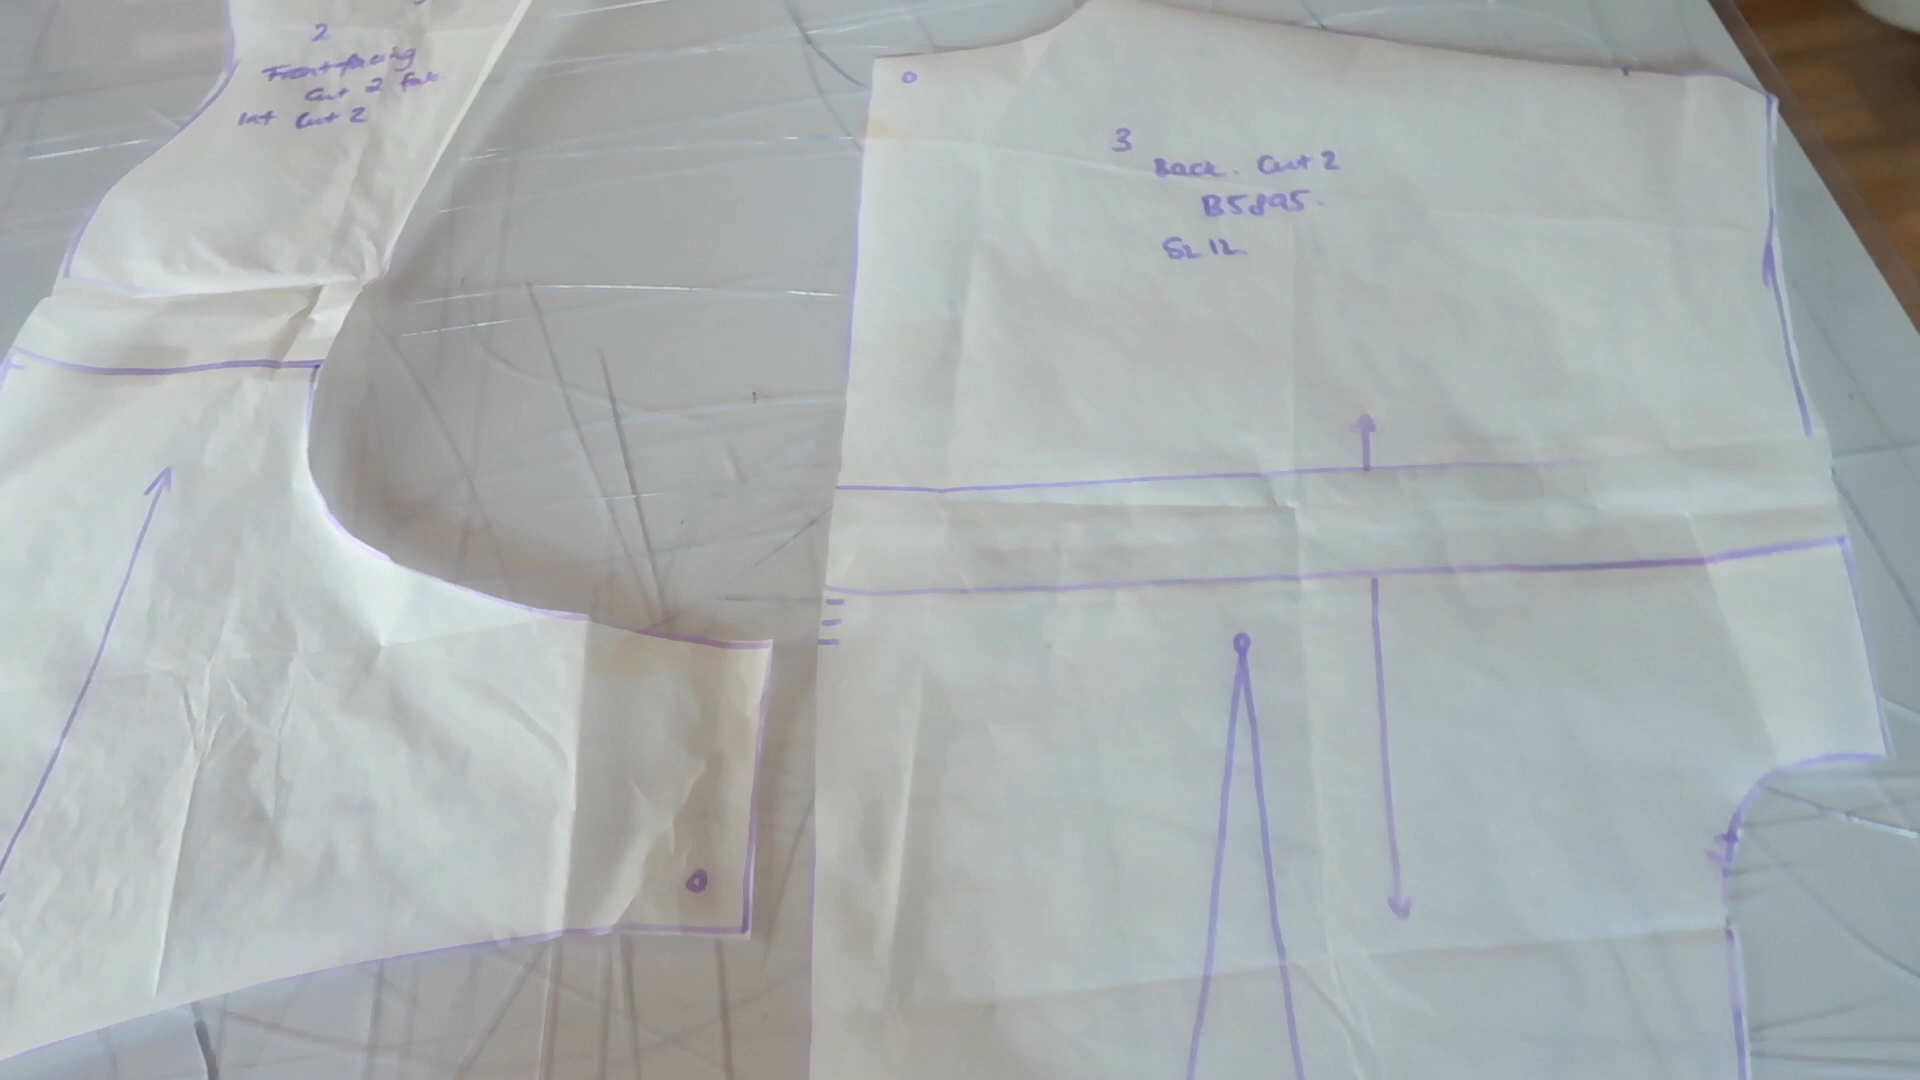 2
Front facing
Cut 2 Fab
Int Cut 2
3
Back. Cut 2
B5895.
Sz 12.